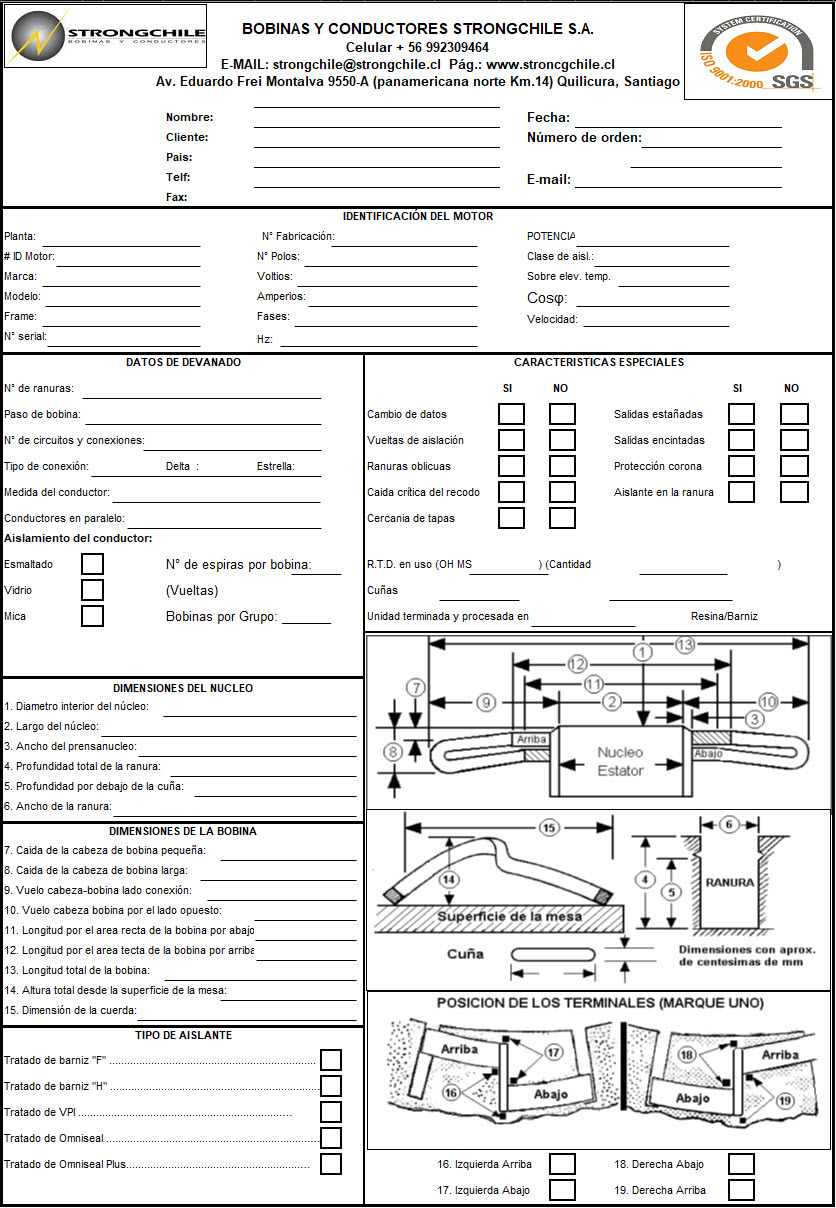 STRONGCHILE
BOBINAS Y CONDUCTORES
BOBINAS Y CONDUCTORES STRONGCHILE S.A.
Celular + 56 992309464
E-MAIL: strongchile@strongchile.cl Pág.: www.stroncgchile.cl
Av. Eduardo Frei Montalva 9550-A (panamericana norte Km.14) Quilicura, Santiago
SYSTEM CERTIFICATION
ISO 9001:2000
SGS
Nombre:
Fecha:
Cliente:
Número de orden:
Pais:
Telf:
E-mail:
Fax:
IDENTIFICACIÓN DEL MOTOR
Planta:
N° Fabricación:
POTENCIA
# ID Motor:
N° Polos:
Clase de aisl.:
Marca:
Voltios:
Sobre elev. temp.
Modelo:
Amperios:
Cosφ:
Frame:
Fases:
Velocidad:
N° serial:
Hz:
DATOS DE DEVANADO
N° de ranuras:
Paso de bobina:
N° de circuitos y conexiones:
Tipo de conexión: Delta : Estrella:
Medida del conductor:
Conductores en paralelo:
Aislamiento del conductor:
Esmaltado
N° de espiras por bobina:
Vidrio
(Vueltas)
Mica
Bobinas por Grupo:
CARACTERISTICAS ESPECIALES
SI NO SI NO
Cambio de datos
Salidas estañadas
Vueltas de aislación
Salidas encintadas
Ranuras oblicuas
Protección corona
Caida crítica del recodo
Aislante en la ranura
Cercania de tapas
R.T.D. en uso (OH MS ) (Cantidad )
Cuñas
Unidad terminada y procesada en Resina/Barniz
DIMENSIONES DEL NUCLEO
1. Diametro interior del núcleo:
2. Largo del núcleo:
3. Ancho del prensanucleo:
4. Profundidad total de la ranura:
5. Profundidad por debajo de la cuña:
6. Ancho de la ranura:
DIMENSIONES DE LA BOBINA
7. Caida de la cabeza de bobina pequeña:
8. Caida de la cabeza de bobina larga:
9. Vuelo cabeza-bobina lado conexión:
10. Vuelo cabeza bobina por el lado opuesto:
11. Longitud por el area recta de la bobina por abajo
12. Longitud por el area tecta de la bobina por arriba
13. Longitud total de la bobina:
14. Altura total desde la superficie de la mesa:
15. Dimensión de la cuerda:
TIPO DE AISLANTE
Tratado de barniz "F" ....................................................................
Tratado de barniz "H" ....................................................................
Tratado de VPI ......................................................................
Tratado de Omniseal ......................................................................
Tratado de Omniseal Plus............................................................
13
1
12
11
7
9
2
10
3
Arriba
8
Nucleo
Estator
Abajo
15
6
14
4
5
RANURA
Superficie de la mesa
Cuña
Dimensiones con aprox.
de centesimas de mm
POSICION DE LOS TERMINALES (MARQUE UNO)
Arriba
17
18
Arriba
16
Abajo
Abajo
19
16. Izquierda Arriba
18. Derecha Abajo
17. Izquierda Abajo
19. Derecha Arriba